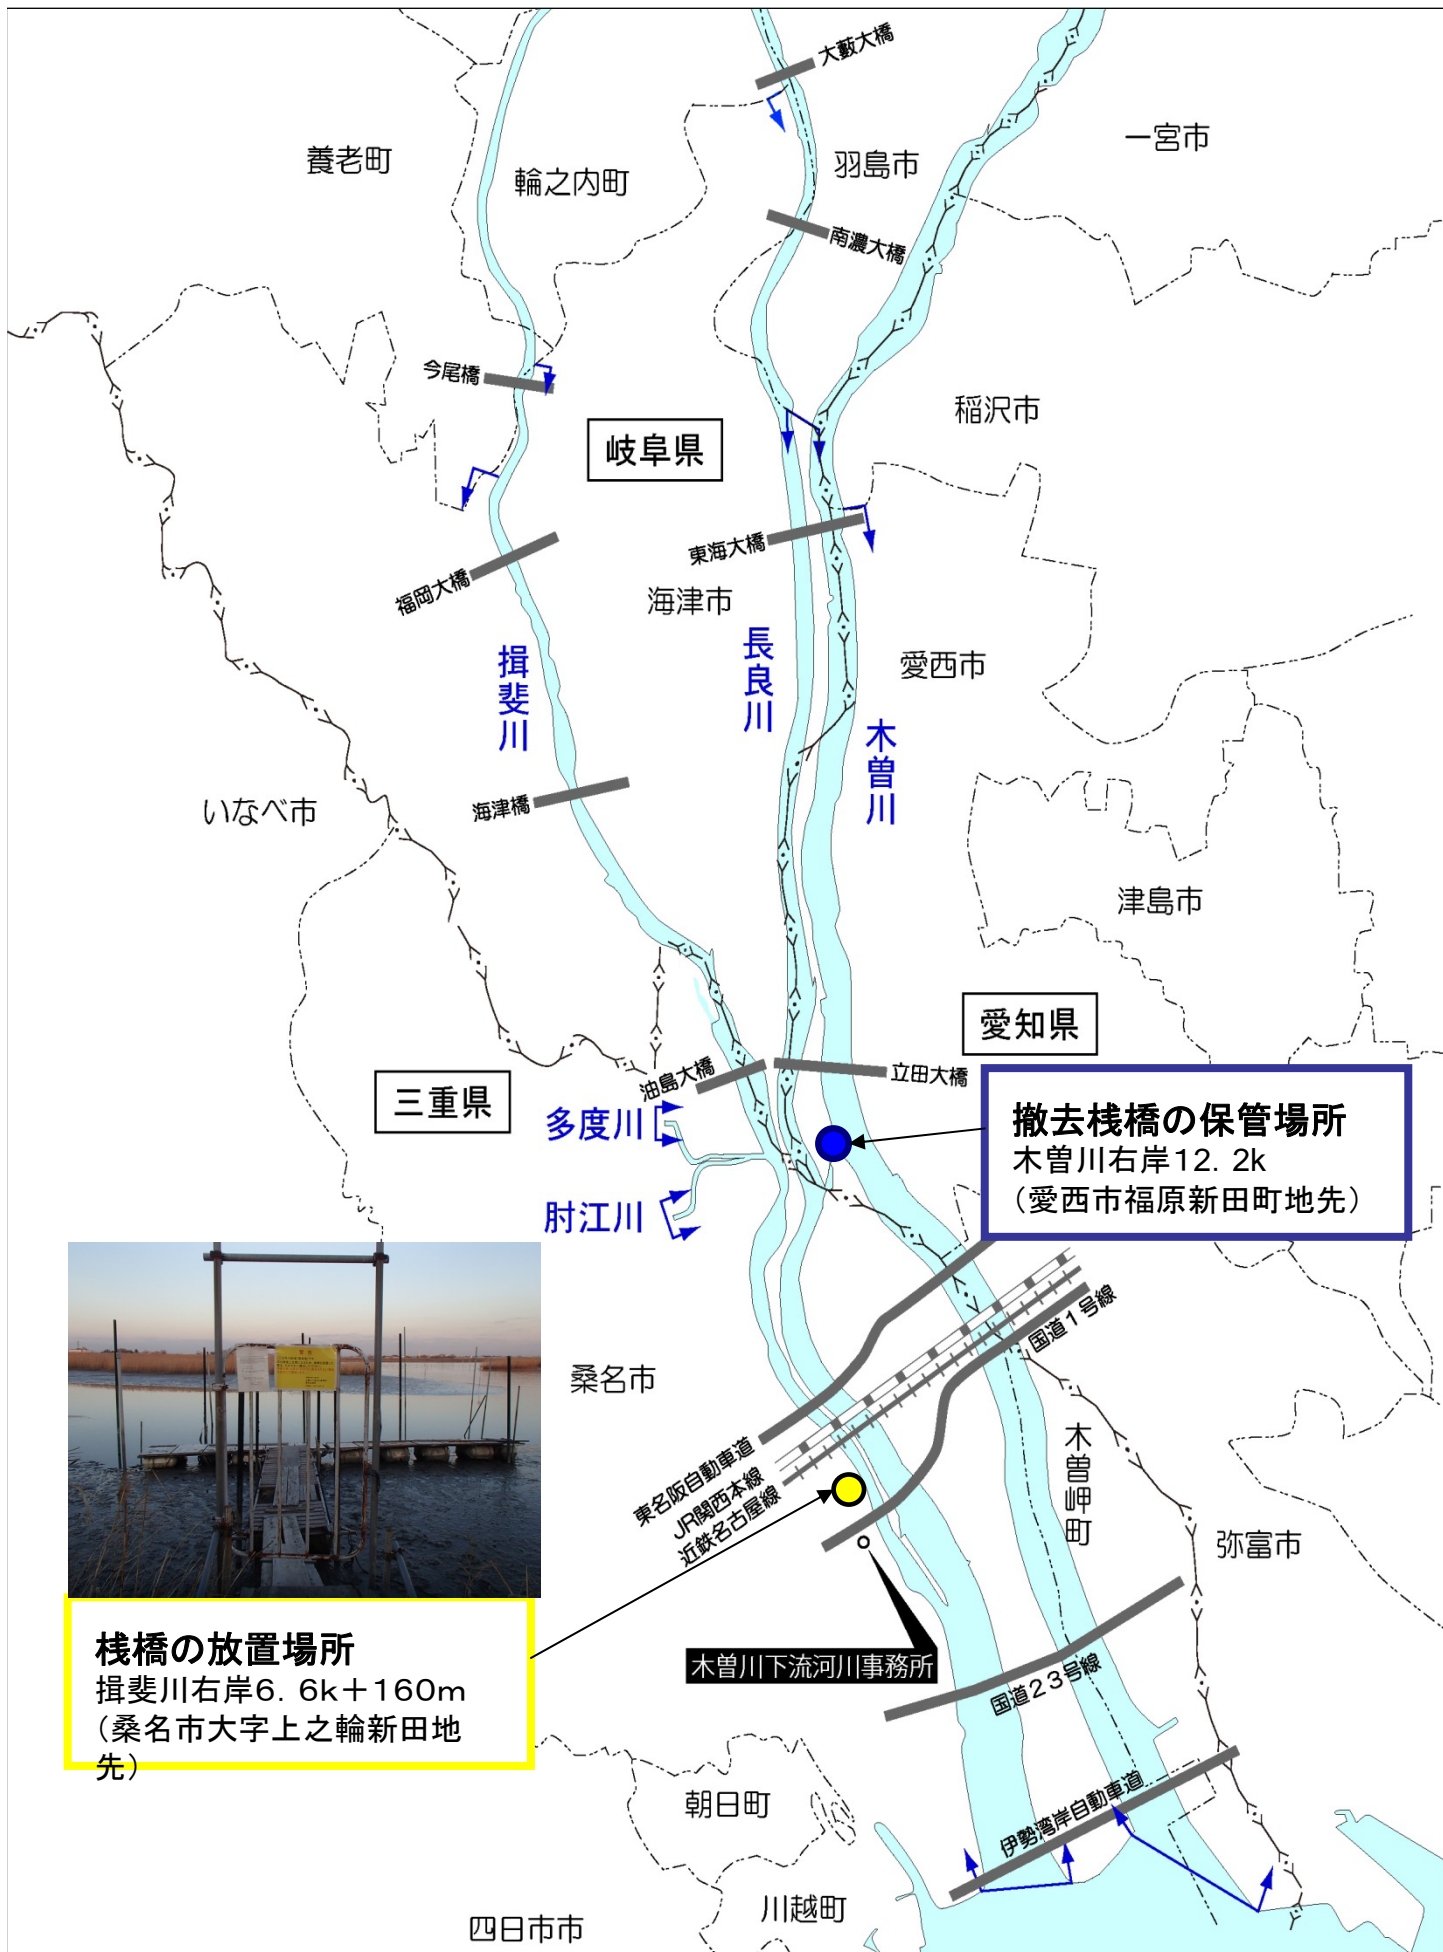 大藪大橋
一宮市
養老町
輪之内町
羽島市
南濃大橋
今尾橋
岐阜県
稲沢市
東海大橋
福岡大橋
海津市
揖斐川
長良川
愛西市
木曽川
いなべ市
海津橋
津島市
愛知県
油島大橋
立田大橋
三重県
多度川
肘江川
撤去桟橋の保管場所
木曽川右岸12.2k
(愛西市福原新田町地先)
国道1号線
桑名市
東名阪自動車道
JR関西本線
近鉄名古屋線
木曽岬町
弥富市
木曽川下流河川事務所
国道23号線
桟橋の放置場所
揖斐川右岸6.6k+160m
(桑名市大字上之輪新田地
先)
伊勢湾岸自動車道
朝日町
川越町
四日市市